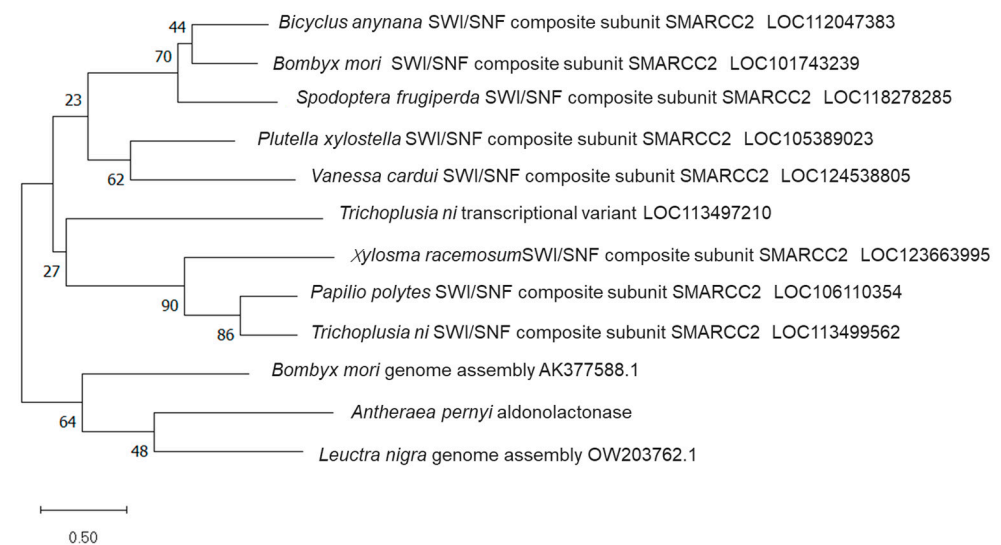 44
Bicyclus anynana SWI/SNF composite subunit SMARCC2 LOC112047383
70
Bombyx mori SWI/SNF composite subunit SMARCC2 LOC101743239
23
Spodoptera frugiperda SWI/SNF composite subunit SMARCC2 LOC118278285
Plutella xylostella SWI/SNF composite subunit SMARCC2 LOC105389023
62
Vanessa cardui SWI/SNF composite subunit SMARCC2 LOC124538805
Trichoplusia ni transcriptional variant LOC113497210
27
Xylosma racemosumSWI/SNF composite subunit SMARCC2 LOC123663995
90
Papilio polytes SWI/SNF composite subunit SMARCC2 LOC106110354
86
Trichoplusia ni SWI/SNF composite subunit SMARCC2 LOC113499562
Bombyx mori genome assembly AK377588.1
64
Antheraea pernyi aldonolactonase
48
Leuctra nigra genome assembly OW203762.1
0.50